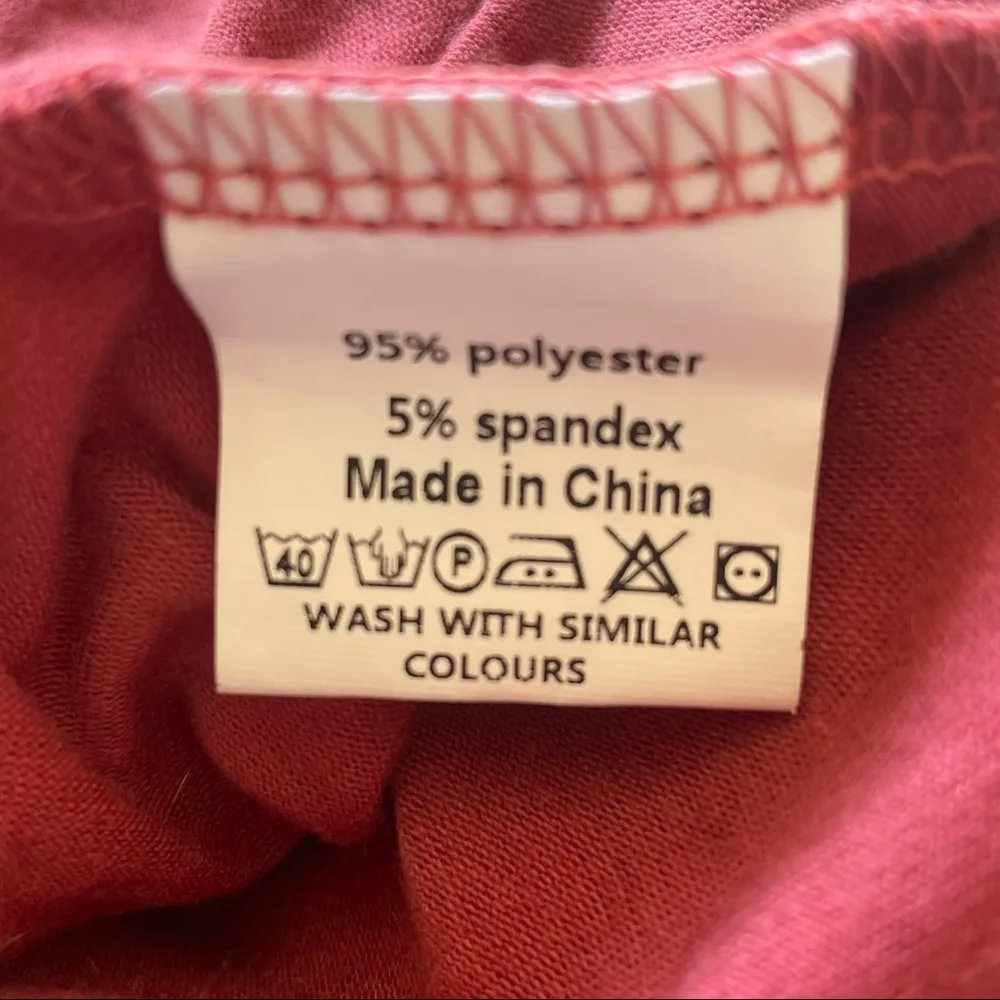 95% polyester
5% spandex
Made in China
40 P
WASH WITH SIMILAR
COLOURS